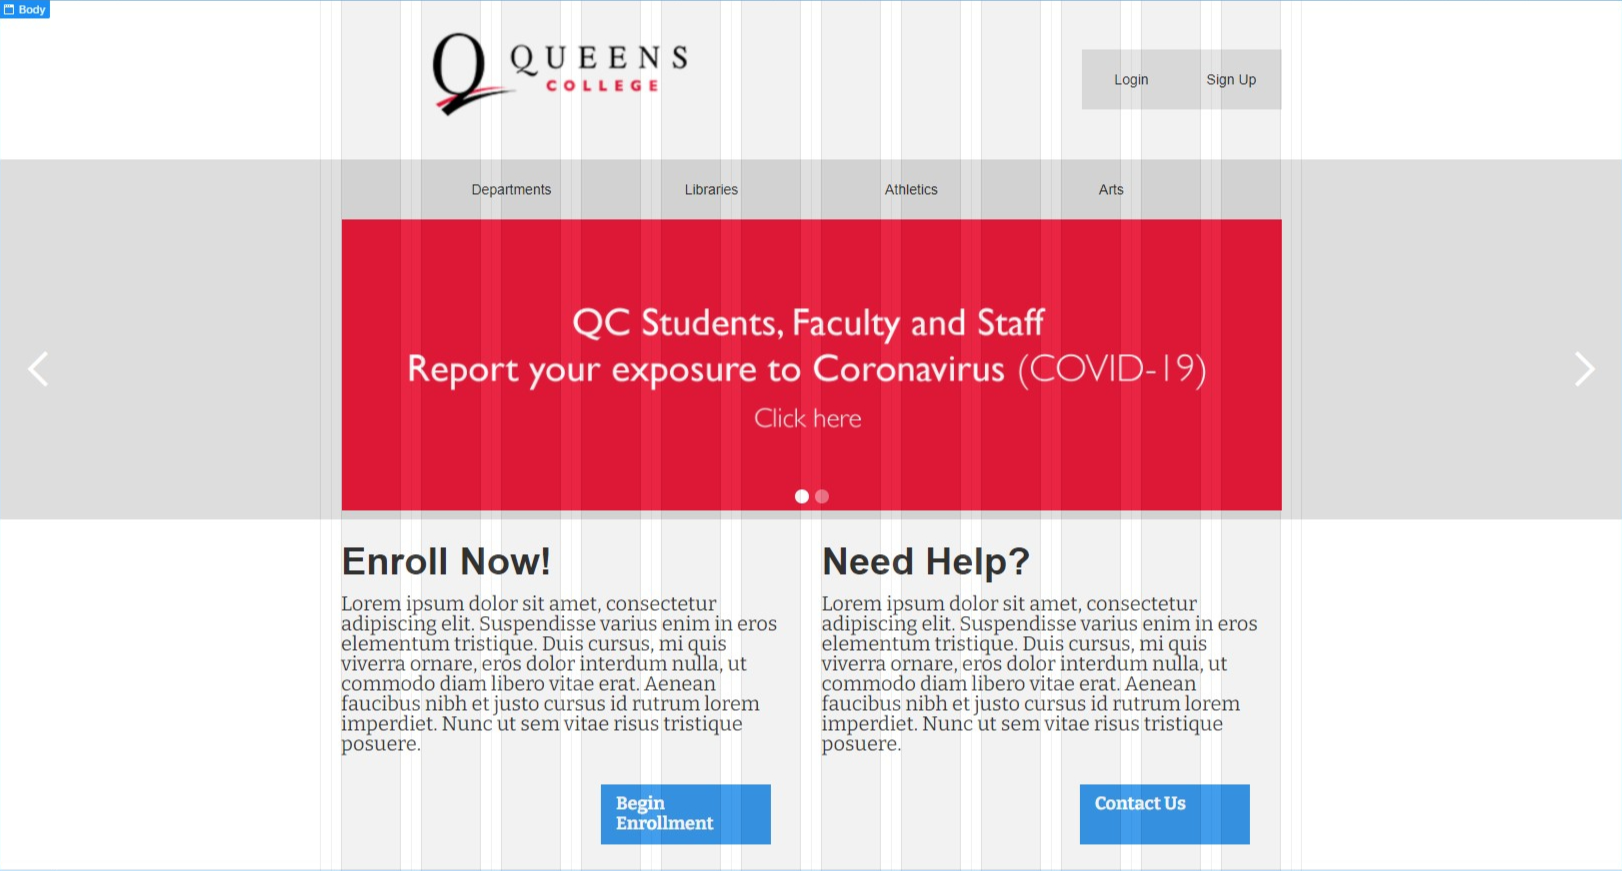 Body
QUEENS
COLLEGE
Login Sign Up
Departments Libraries Athletics Arts
QC Students, Faculty and Staff
Report your exposure to Coronavirus (COVID-19)
Click here
Enroll Now!
Lorem ipsum dolor sit amet, consectetur
adipiscing elit. Suspendisse varius enim in eros
elementum tristique. Duis cursus, mi quis
viverra ornare, eros dolor interdum nulla, ut
commodo diam libero vitae erat. Aenean
faucibus nibh et justo cursus id rutrum lorem
imperdiet. Nunc ut sem vitae risus tristique
posuere.
Begin
Enrollment
Need Help?
Lorem ipsum dolor sit amet, consectetur
adipiscing elit. Suspendisse varius enim in eros
elementum tristique. Duis cursus, mi quis
viverra ornare, eros dolor interdum nulla, ut
commodo diam libero vitae erat. Aenean
faucibus nibh et justo cursus id rutrum lorem
imperdiet. Nunc ut sem vitae risus tristique
posuere.
Contact Us